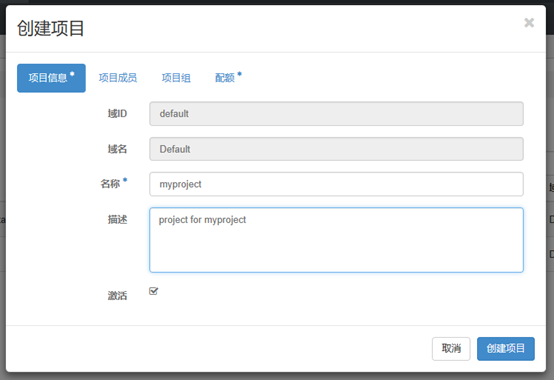 创建项目
×
项目信息 * 项目成员 项目组 配额 *
域ID default
域名 Default
名称 * myproject
描述 project for myproject
激活
取消 创建项目